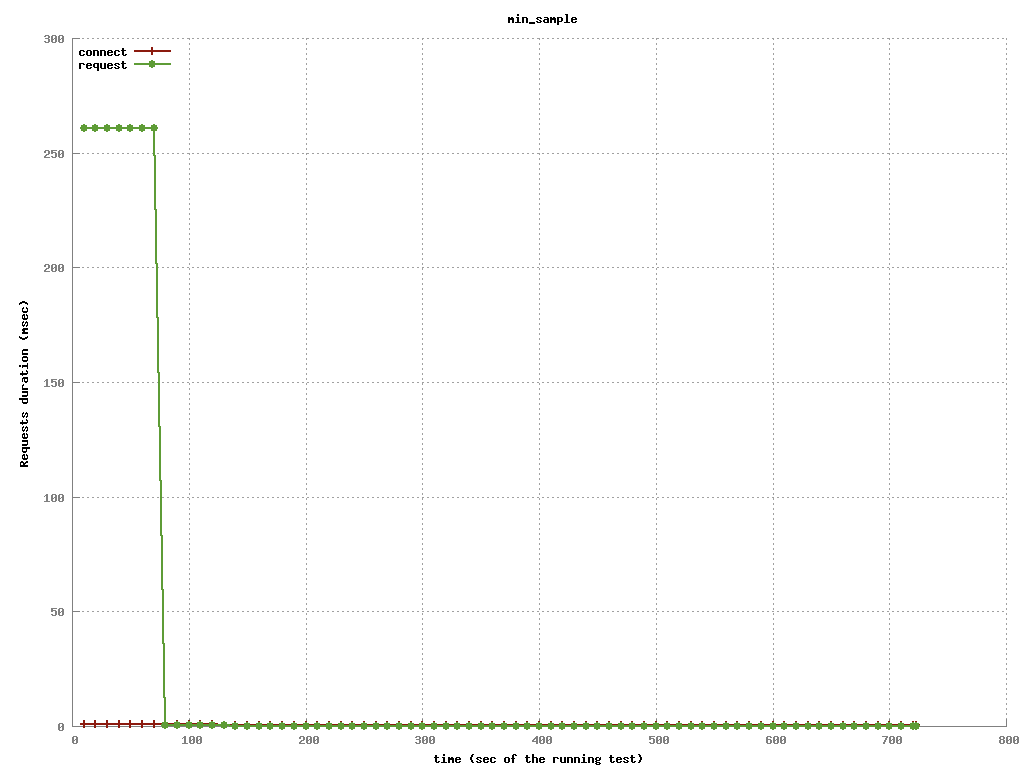 min_sample
300
connect
request
250
200
150
100
50
0
Requests duration (msec)
0 100 200 300 400 500 600 700 800
time (sec of the running test)